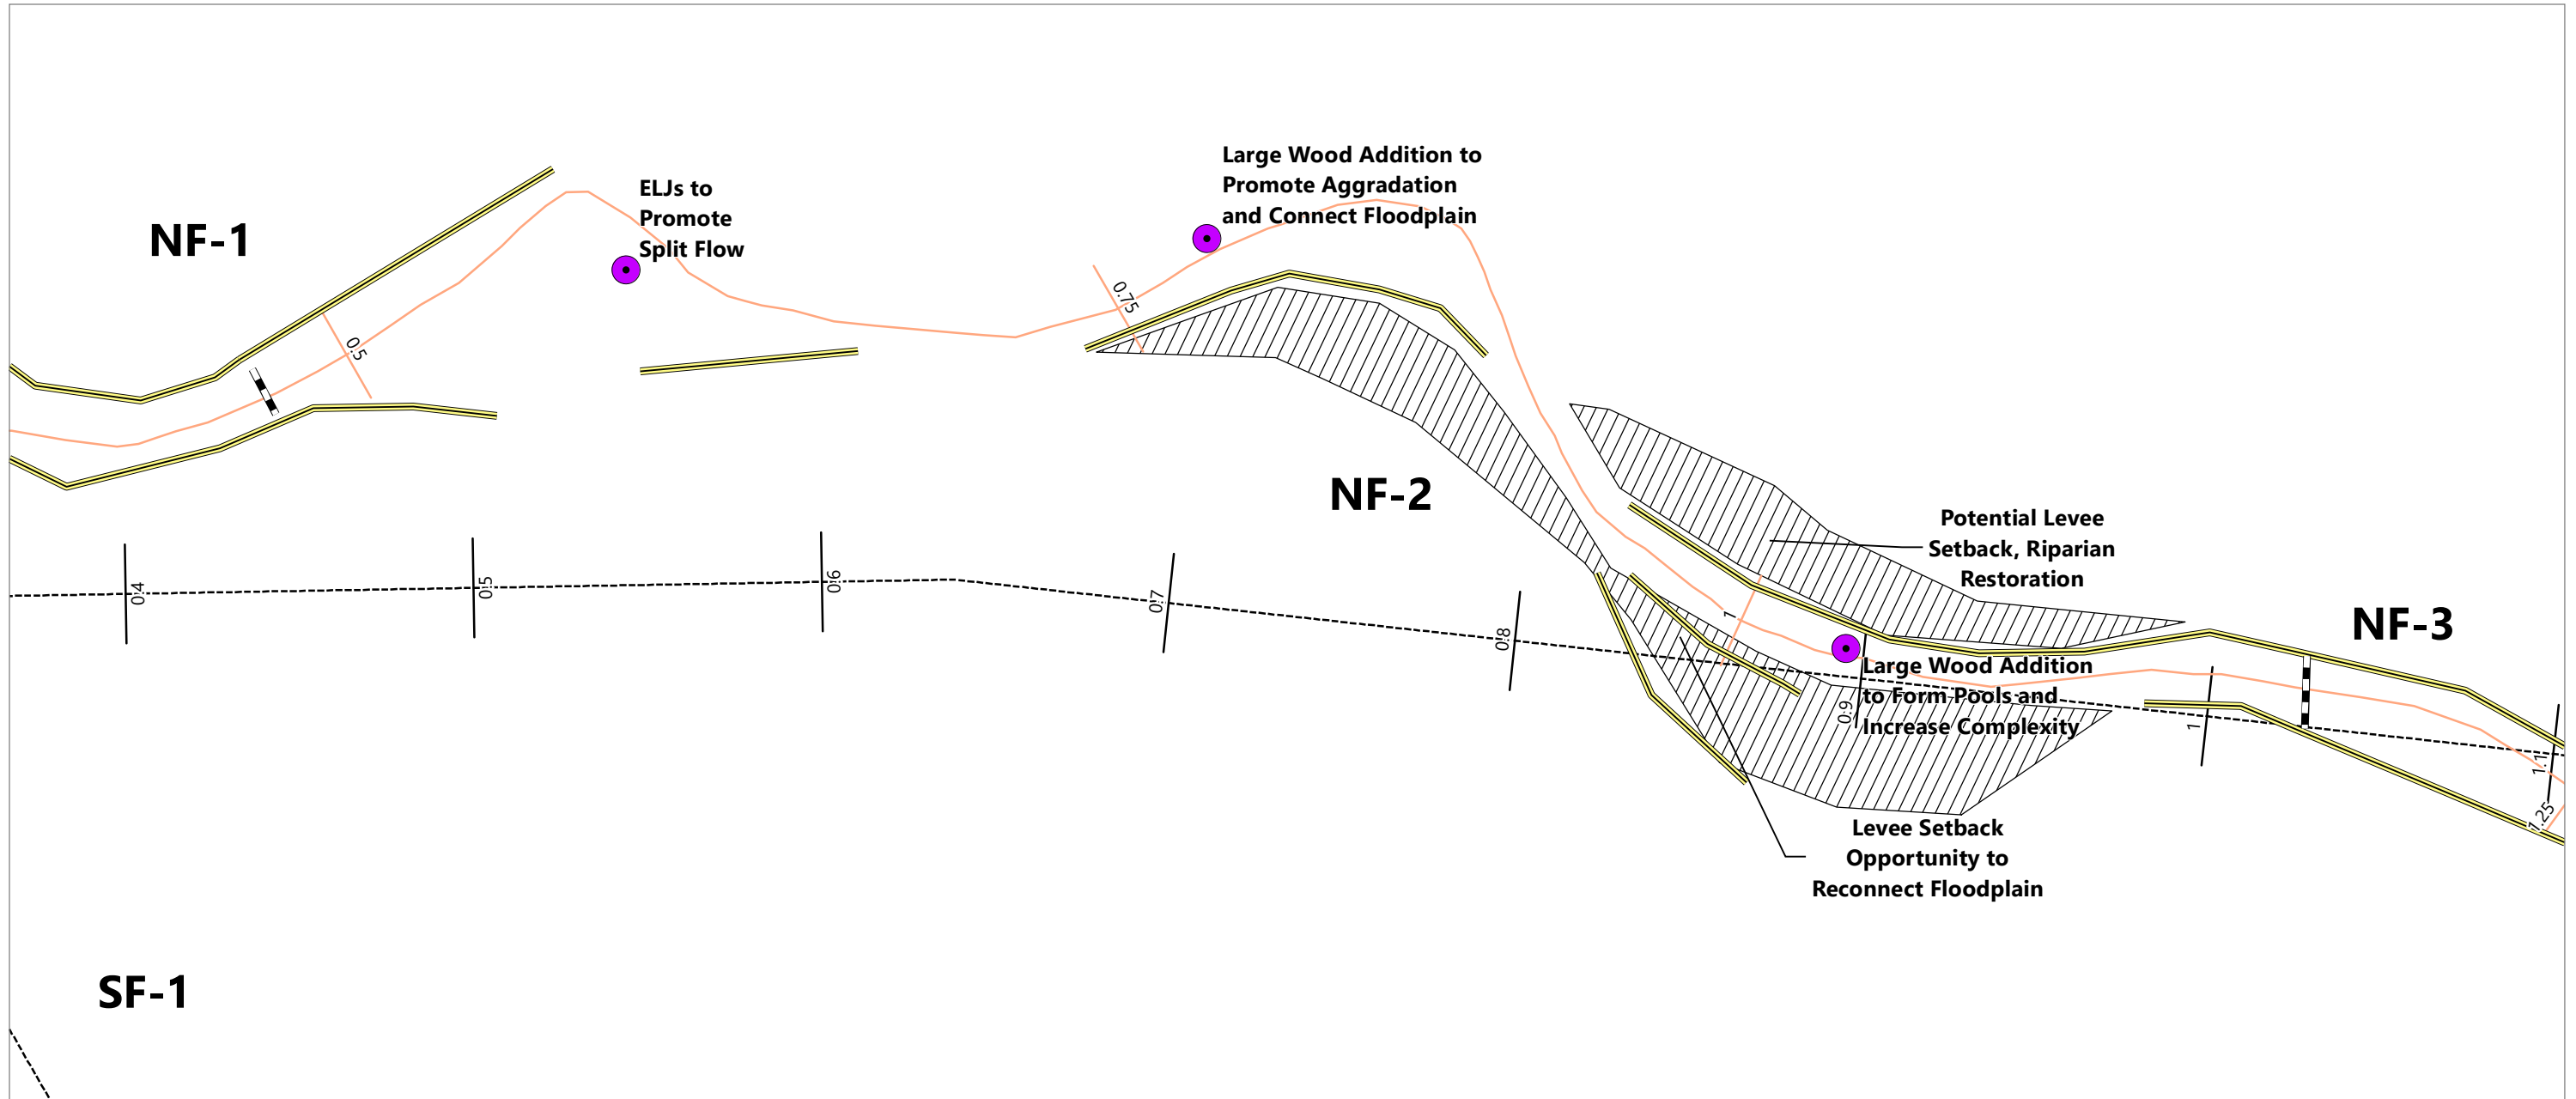 Large Wood Addition to
Promote Aggradation
and Connect Floodplain
ELJs to
Promote
Split Flow
NF-1
0.75
0.5
NF-2
Potential Levee
Setback, Riparian
Restoration
0.4
0.5
0.6
0.7
0.8
1
NF-3
Large Wood Addition
to Form Pools and
Increase Complexity
0.9
1
1.1
1.25
Levee Setback
Opportunity to
Reconnect Floodplain
SF-1